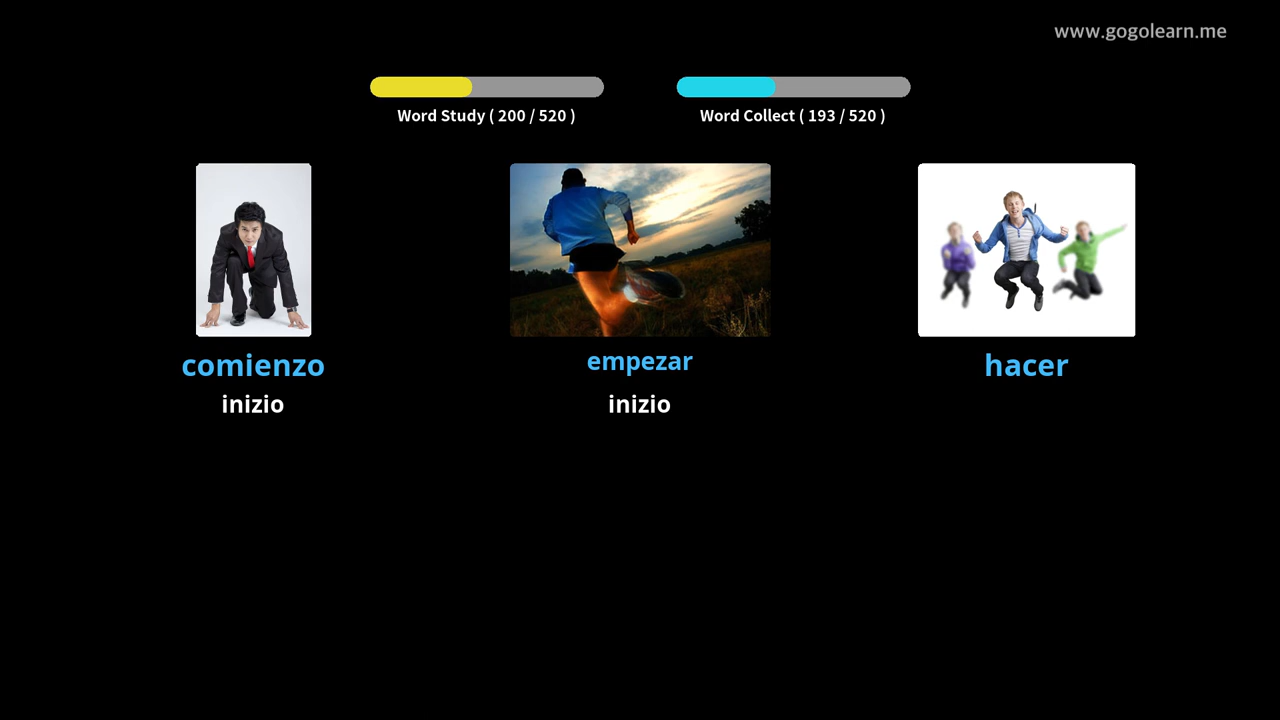 www.gogolearn.me
Word Study ( 200 / 520 )
Word Collect ( 193 / 520 )
comienzo
inizio
empezar
inizio
hacer